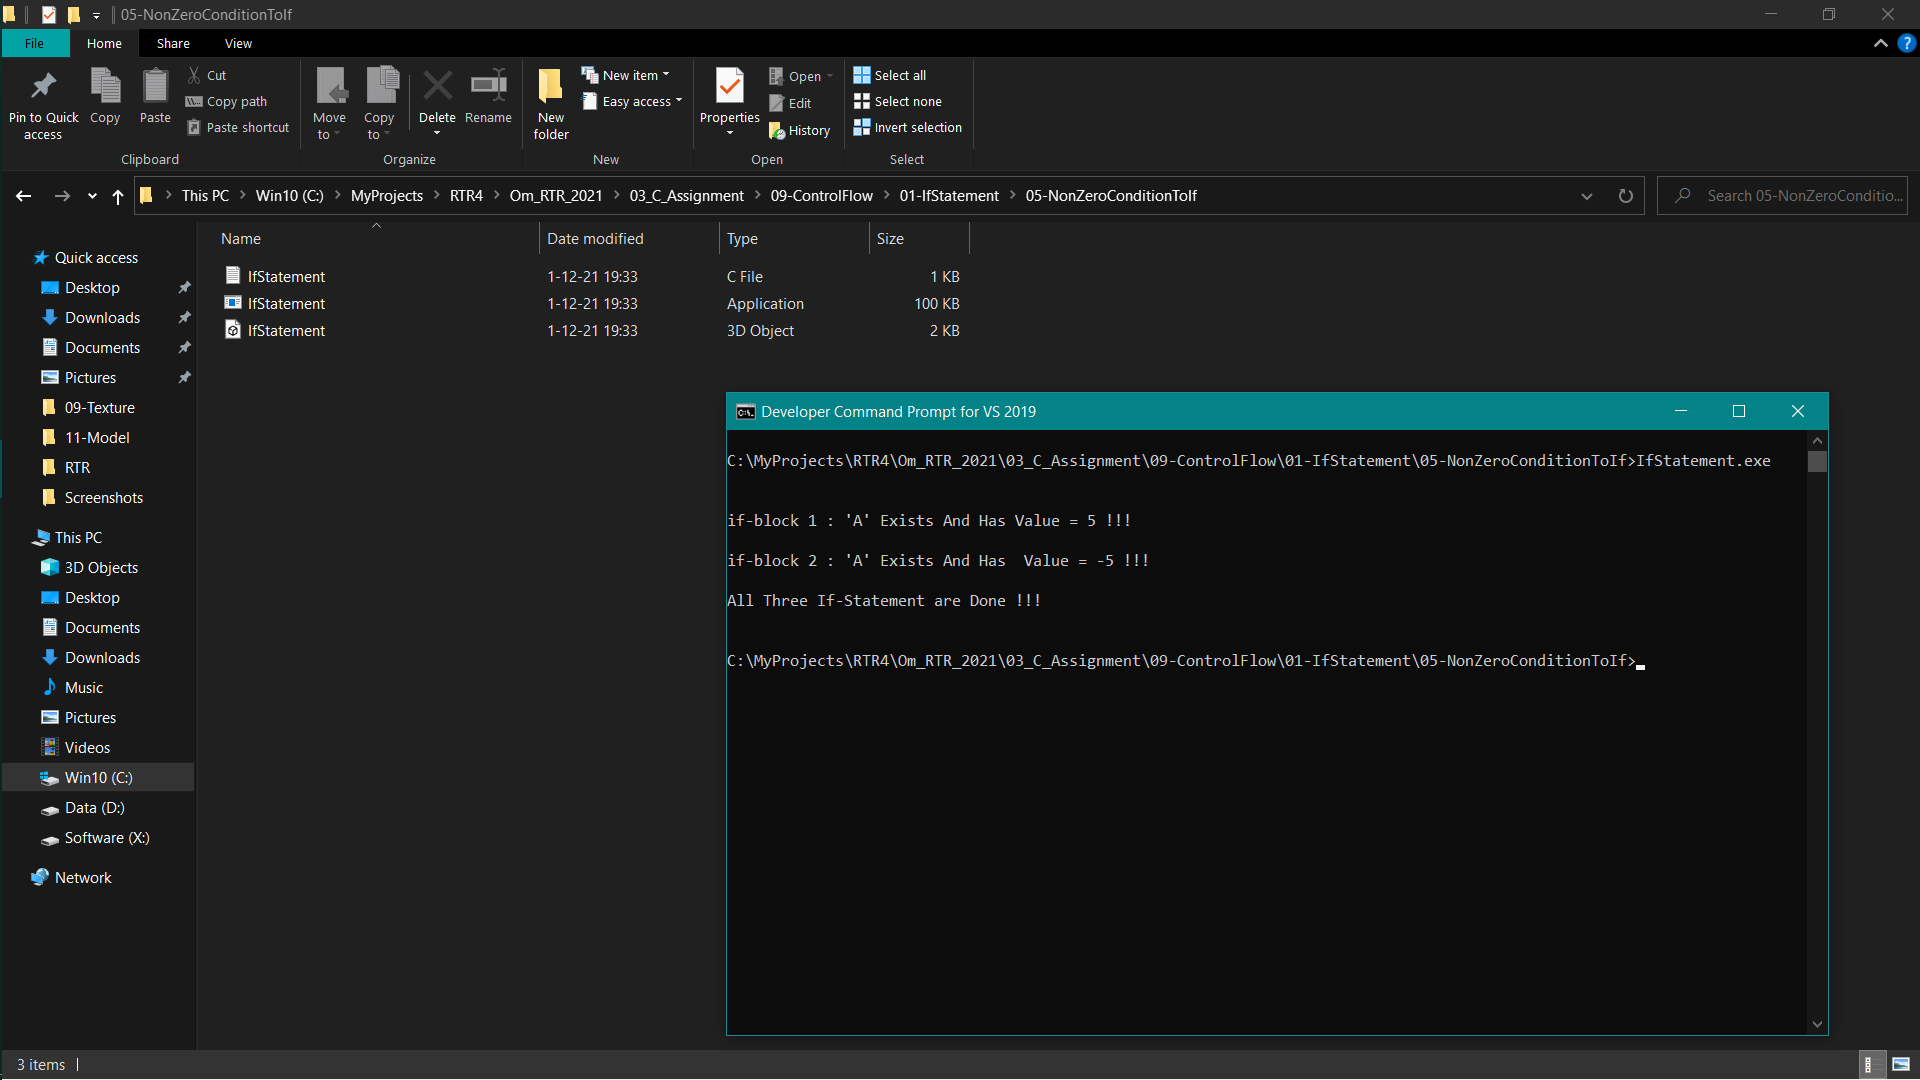 05-NonZeroConditionToIf
File Home Share View
Pin to Quick access
Copy
Paste
Cut
Copy path
Paste shortcut
Clipboard
Move to
Copy to
Delete
Rename
Organize
New folder
New item
Easy access
New
Properties
Open
Edit
History
Open
Select all
Select none
Invert selection
Select
This PC > Win10 (C:) > MyProjects > RTR4 > Om_RTR_2021 > 03_C_Assignment > 09-ControlFlow > 01-IfStatement > 05-NonZeroConditionToIf
Search 05-NonZeroConditio...
Quick access
Desktop
Downloads
Documents
Pictures
09-Texture
11-Model
RTR
Screenshots
This PC
3D Objects
Desktop
Documents
Downloads
Music
Pictures
Videos
Win10 (C:)
Data (D:)
Software (X:)
Network
Name Date modified Type Size
IfStatement 1-12-21 19:33 C File 1 KB
IfStatement 1-12-21 19:33 Application 100 KB
IfStatement 1-12-21 19:33 3D Object 2 KB
C:\. Developer Command Prompt for VS 2019
C:\MyProjects\RTR4\Om_RTR_2021\03_C_Assignment\09-ControlFlow\01-IfStatement\05-NonZeroConditionToIf>IfStatement.exe
if-block 1 : 'A' Exists And Has Value = 5 !!!
if-block 2 : 'A' Exists And Has  Value = -5 !!!
All Three If-Statement are Done !!!
C:\MyProjects\RTR4\Om_RTR_2021\03_C_Assignment\09-ControlFlow\01-IfStatement\05-NonZeroConditionToIf>
3 items